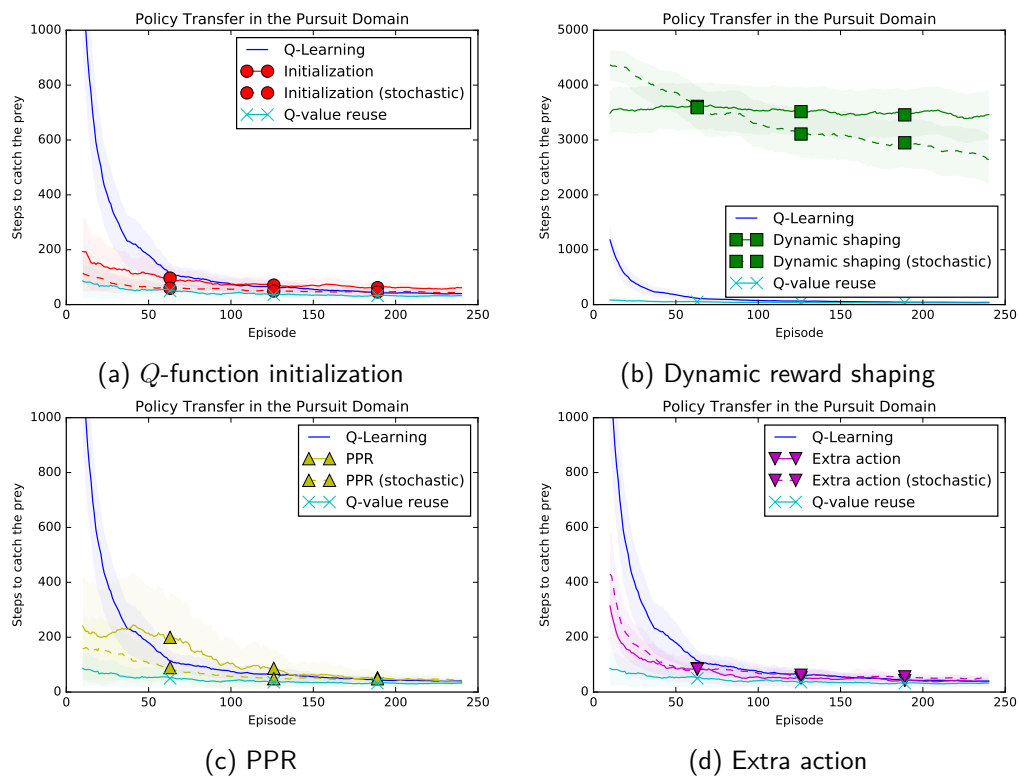 Policy Transfer in the Pursuit Domain
Steps to catch the prey
1000
800
600
400
200
0
Q-Learning
Initialization
Initialization (stochastic)
Q-value reuse
0 50 100 150 200 250
Episode
(a) Q-function initialization
Policy Transfer in the Pursuit Domain
Steps to catch the prey
5000
4000
3000
2000
1000
0
Q-Learning
Dynamic shaping
Dynamic shaping (stochastic)
Q-value reuse
0 50 100 150 200 250
Episode
(b) Dynamic reward shaping
Policy Transfer in the Pursuit Domain
Steps to catch the prey
1000
800
600
400
200
0
Q-Learning
PPR
PPR (stochastic)
Q-value reuse
0 50 100 150 200 250
Episode
(c) PPR
Policy Transfer in the Pursuit Domain
Steps to catch the prey
1000
800
600
400
200
0
Q-Learning
Extra action
Extra action (stochastic)
Q-value reuse
0 50 100 150 200 250
Episode
(d) Extra action